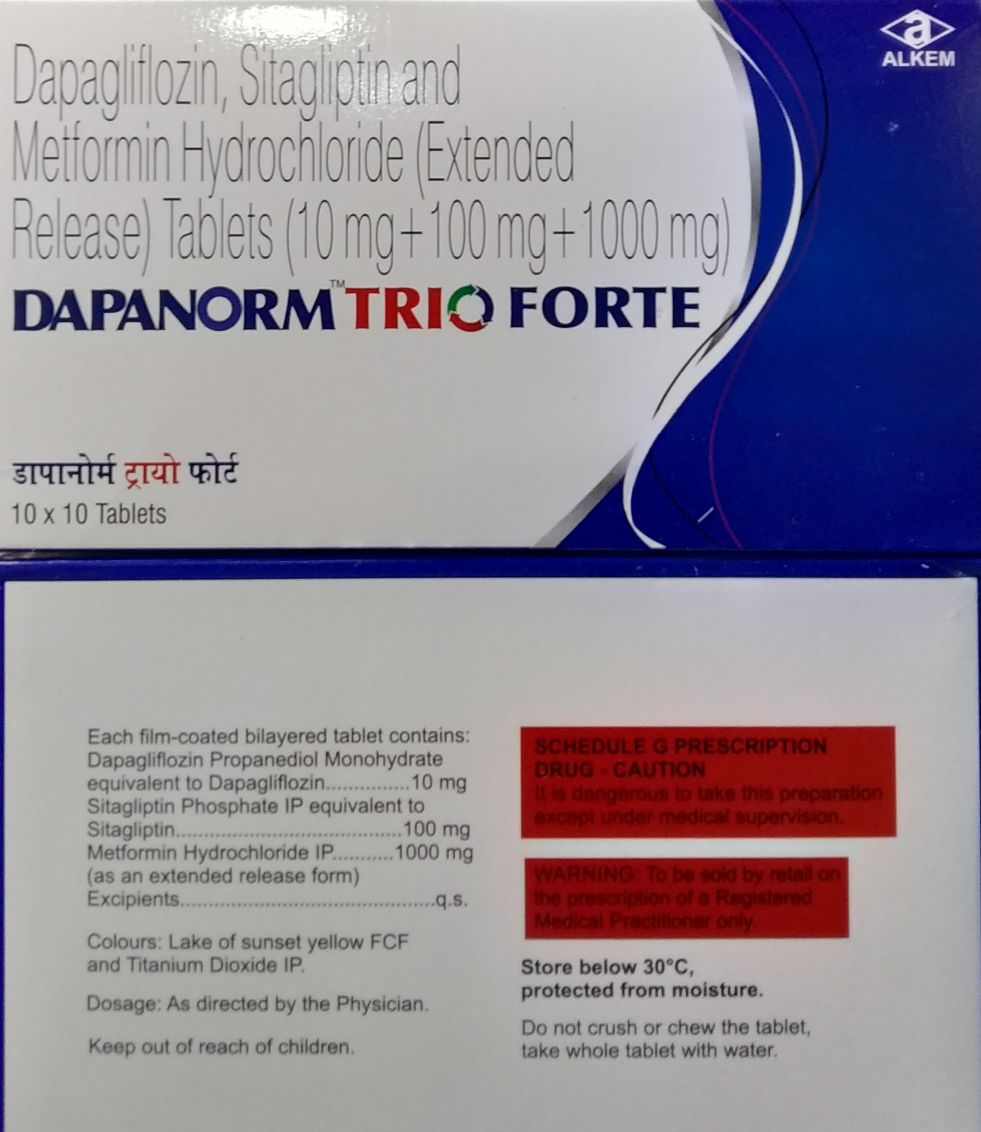 Dapagliflozin, Sitagliptin and
Metformin Hydrochloride (Extended
Release) Tablets (10 mg+100 mg+1000 mg)
DAPANORM™TRIO FORTE
डापानोर्म ट्रायो फोर्ट
10 x 10 Tablets
a
ALKEM
Each film-coated bilayered tablet contains:
Dapagliflozin Propanediol Monohydrate
equivalent to Dapagliflozin...............10 mg
Sitagliptin Phosphate IP equivalent to
Sitagliptin........................................100 mg
Metformin Hydrochloride IP...........1000 mg
(as an extended release form)
Excipients..............................................q.s.
Colours: Lake of sunset yellow FCF
and Titanium Dioxide IP.
Dosage: As directed by the Physician.
Keep out of reach of children.
SCHEDULE G PRESCRIPTION
DRUG - CAUTION
It is dangerous to take this preparation
except under medical supervision.
WARNING: To be sold by retail on
the prescription of a Registered
Medical Practitioner only.
Store below 30°C,
protected from moisture.
Do not crush or chew the tablet,
take whole tablet with water.